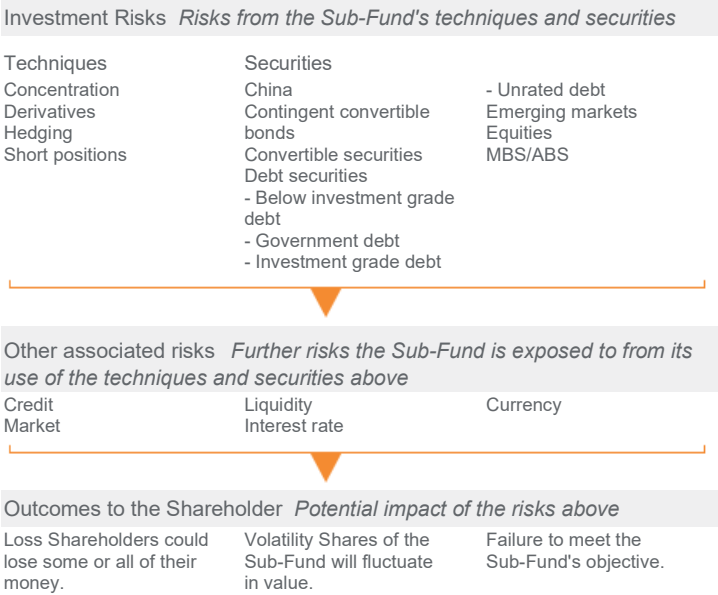 Investment Risks Risks from the Sub-Fund's techniques and securities
Techniques
Concentration
Derivatives
Hedging
Short positions
Securities
China
Contingent convertible
bonds
Convertible securities
Debt securities
- Below investment grade
debt
- Government debt
- Investment grade debt
- Unrated debt
Emerging markets
Equities
MBS/ABS
Other associated risks Further risks the Sub-Fund is exposed to from its
use of the techniques and securities above
Credit
Market
Liquidity
Interest rate
Currency
Outcomes to the Shareholder Potential impact of the risks above
Loss Shareholders could
lose some or all of their
money.
Volatility Shares of the
Sub-Fund will fluctuate
in value.
Failure to meet the
Sub-Fund's objective.